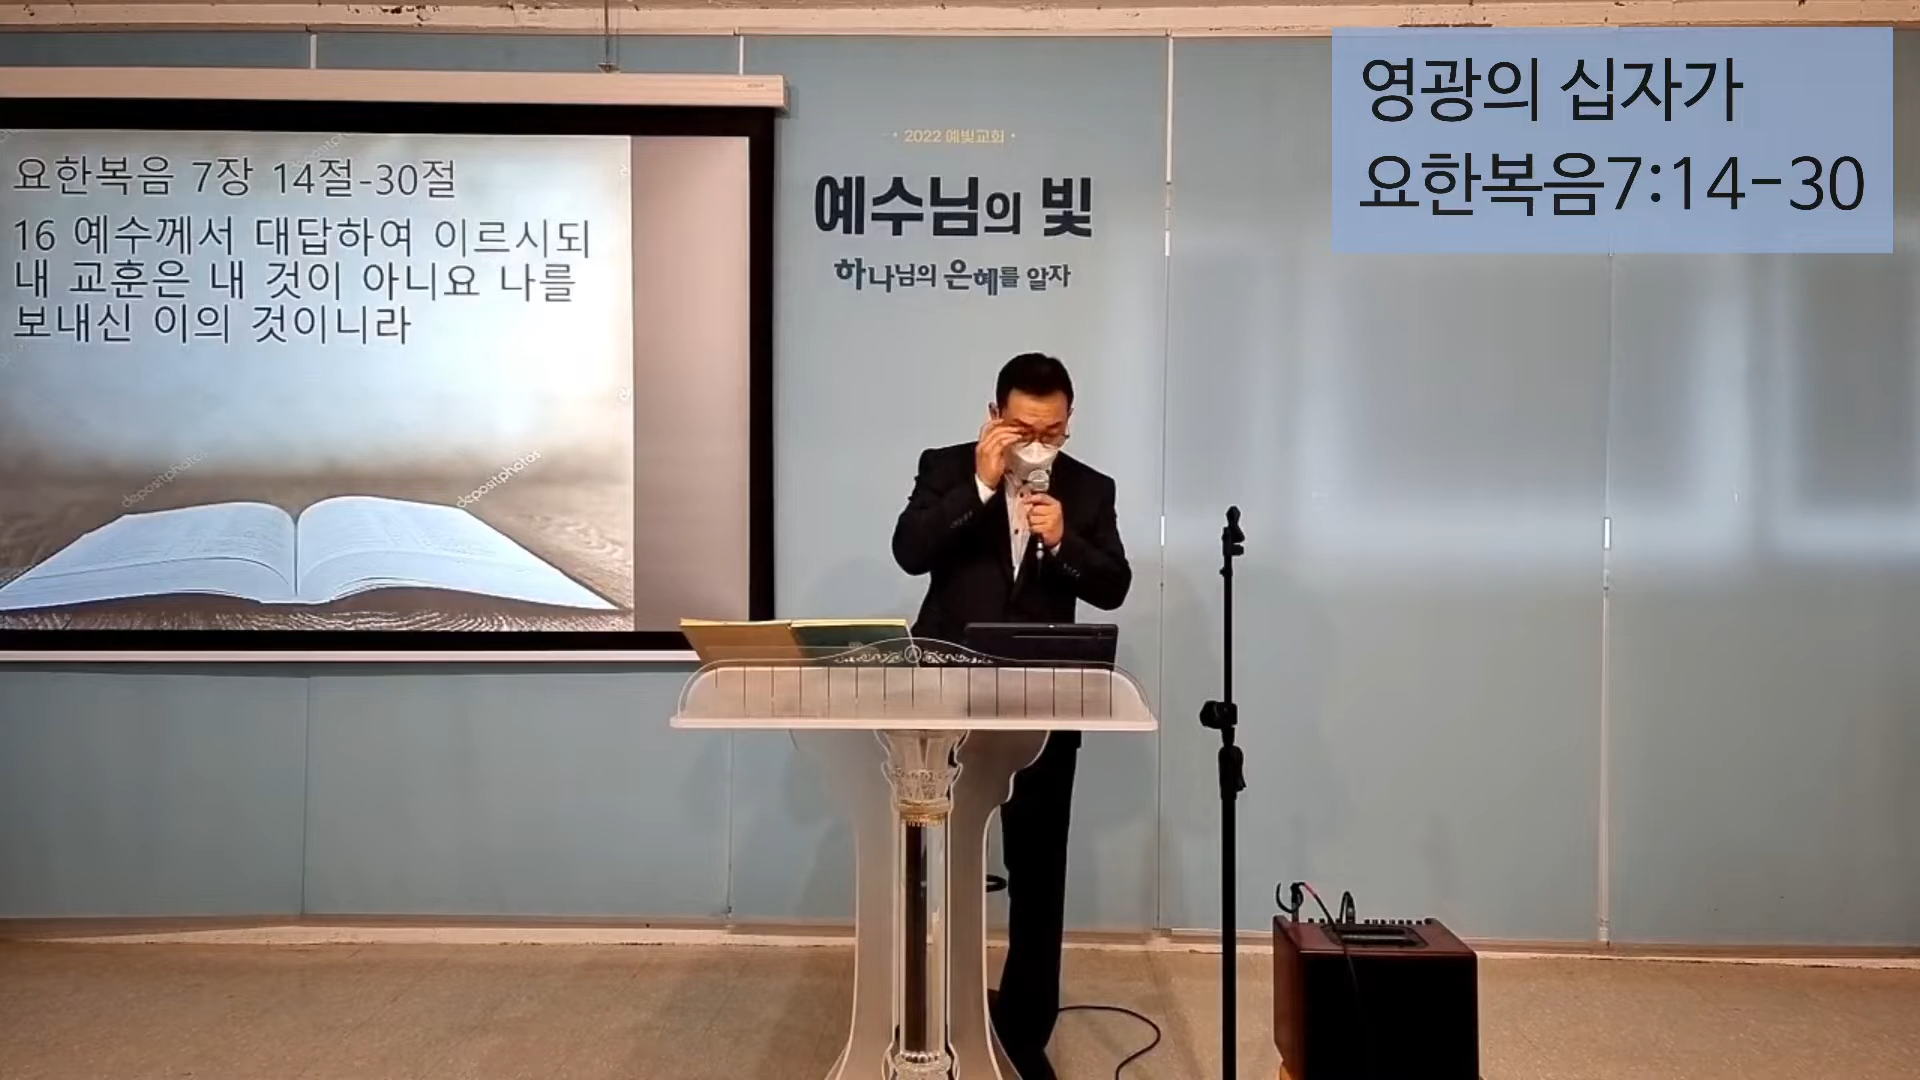 요한복음 7장 14절-30절
16 예수께서 대답하여 이르시되
내 교훈은 내 것이 아니요 나를
보내신 이의 것이니라
depositphotos
depositphotos
• 2022 예빛교회 •
예수님의 빛
하나님의 은혜를 알자
영광의 십자가
요한복음7:14-30